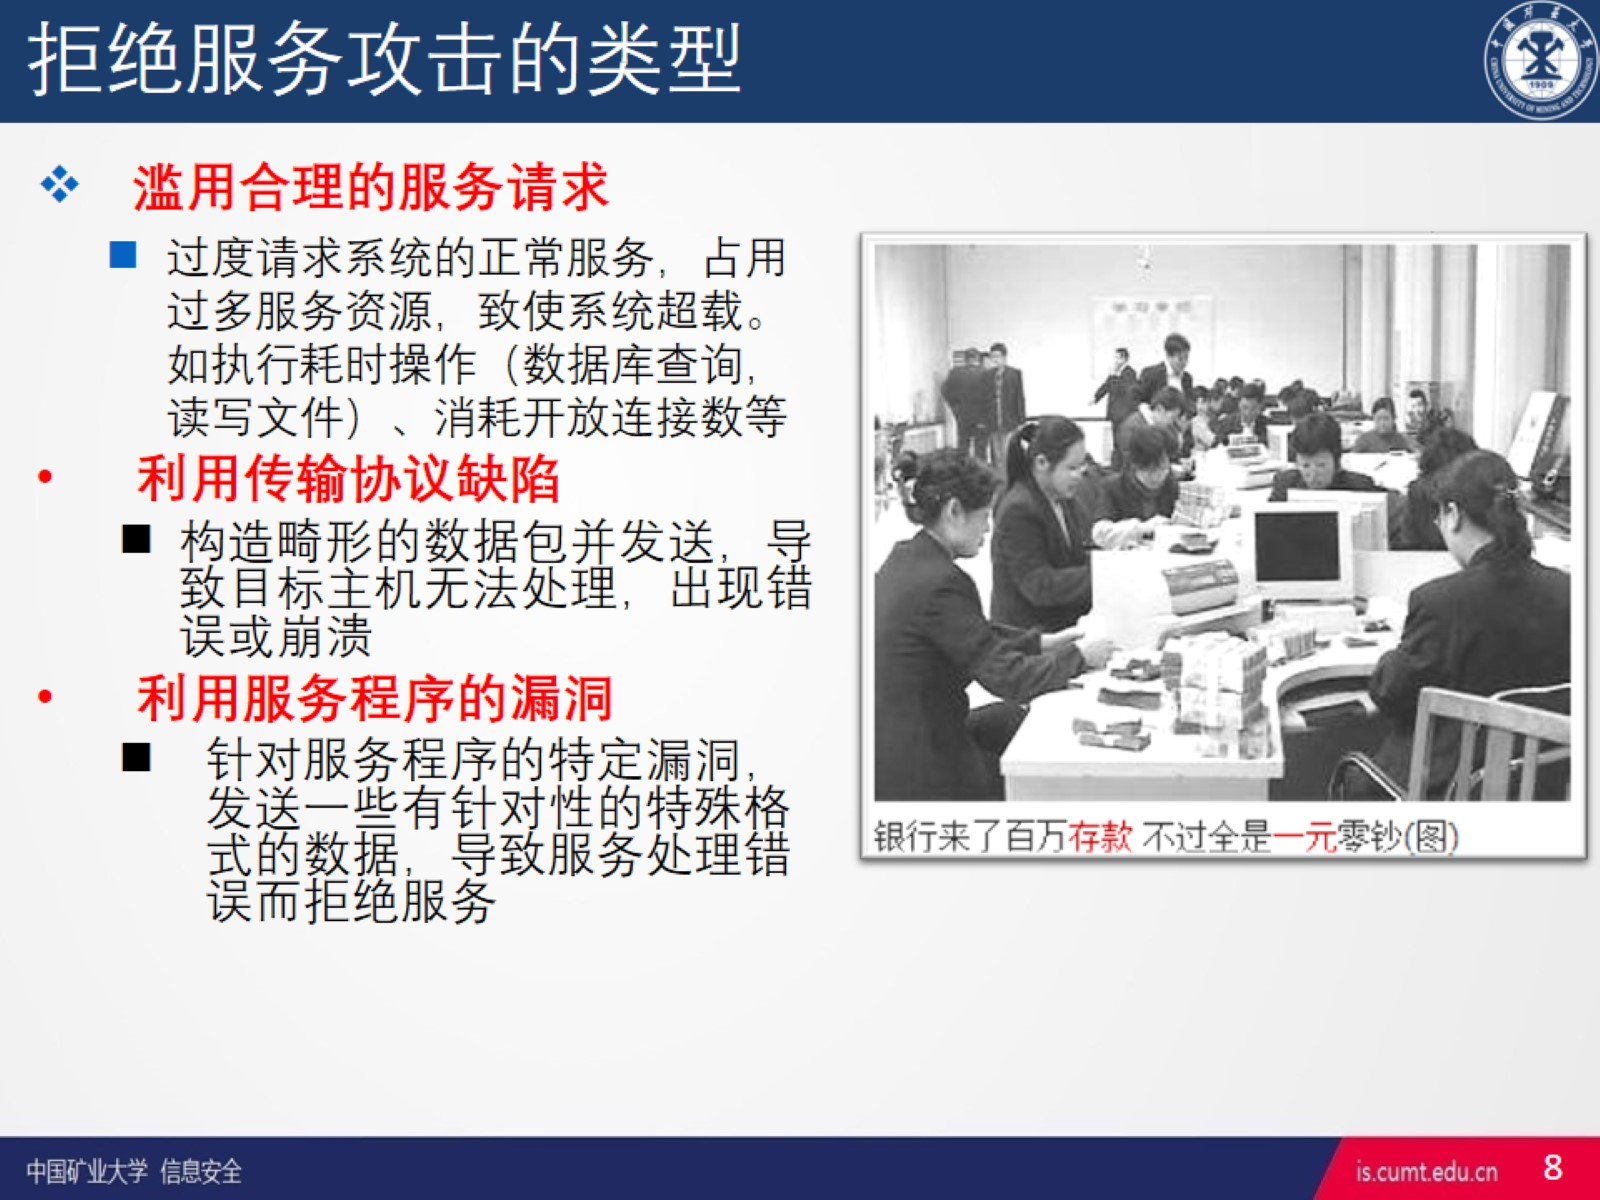 拒绝服务攻击的类型
滥用合理的服务请求
过度请求系统的正常服务，占用
过多服务资源，致使系统超载。
如执行耗时操作（数据库查询，
读写文件）、消耗开放连接数等
利用传输协议缺陷
构造畸形的数据包并发送，导
致目标主机无法处理，出现错
误或崩溃
利用服务程序的漏洞
针对服务程序的特定漏洞，
发送一些有针对性的特殊格
式的数据，导致服务处理错
误而拒绝服务
银行来了百万存款 不过全是一元零钞(图)
中国矿业大学 信息安全
is.cumt.edu.cn
8
CHINA UNIVERSITY OF MINING AND TECHNOLOGY
1909